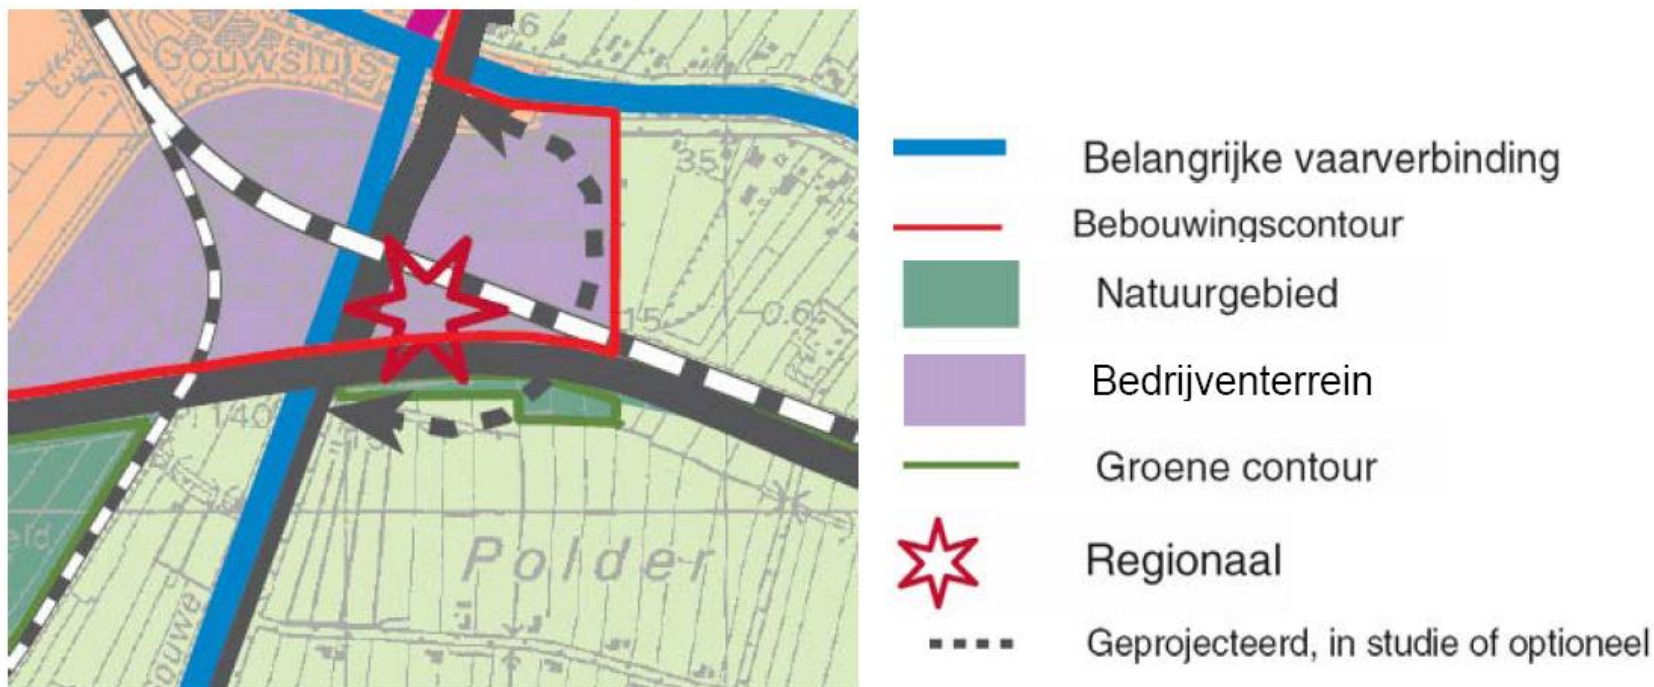 Gouwsluis
35
15
-0.6
140
Polder
Belangrijke vaarverbinding
Bebouwingscontour
Natuurgebied
Bedrijventerrein
Groene contour
Regionaal
Geprojecteerd, in studie of optioneel